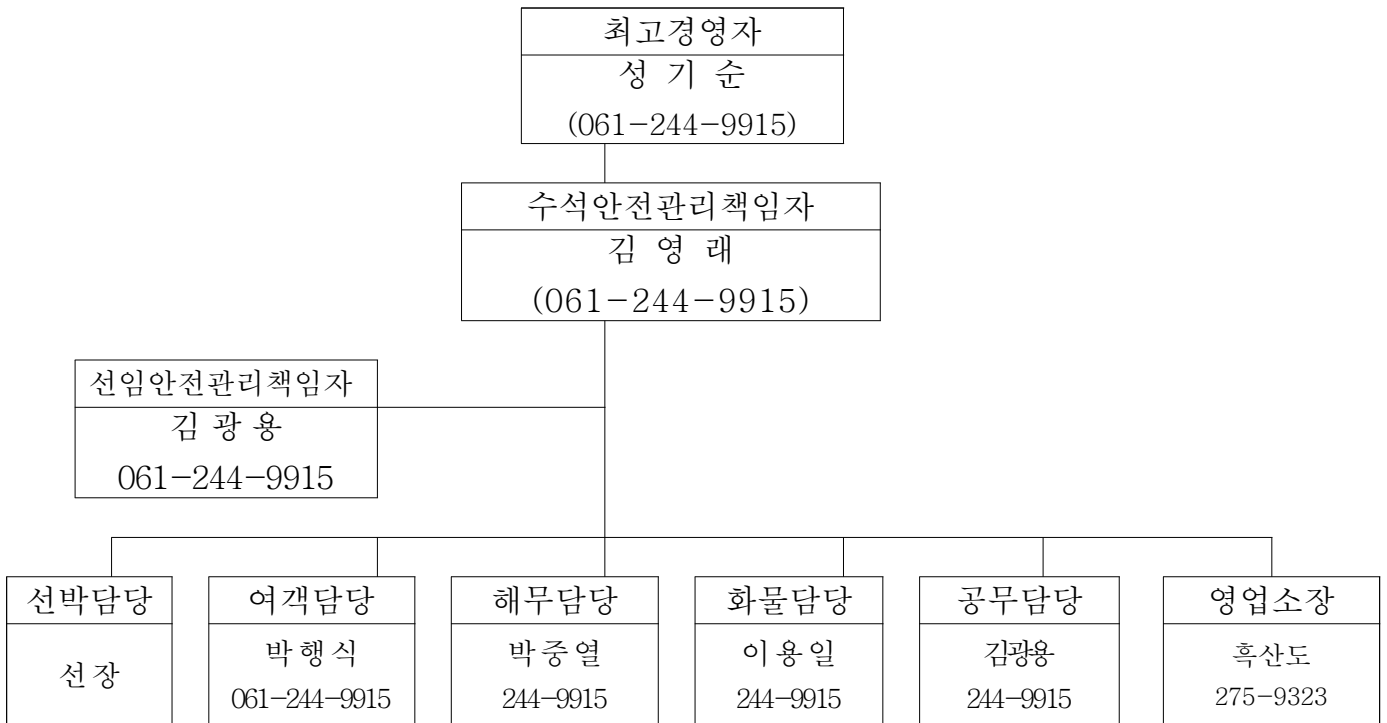 최고경영자
성 기 순
(061-244-9915)
수석안전관리책임자
김 영 래
(061-244-9915)
선임안전관리책임자
김 광 용
061-244-9915
선박담당
선 장
여객담당
박 행 식
061-244-9915
해무담당
박 중 열
244-9915
화물담당
이 용 일
244-9915
공무담당
김광용
244-9915
영업소장
흑산도
275-9323